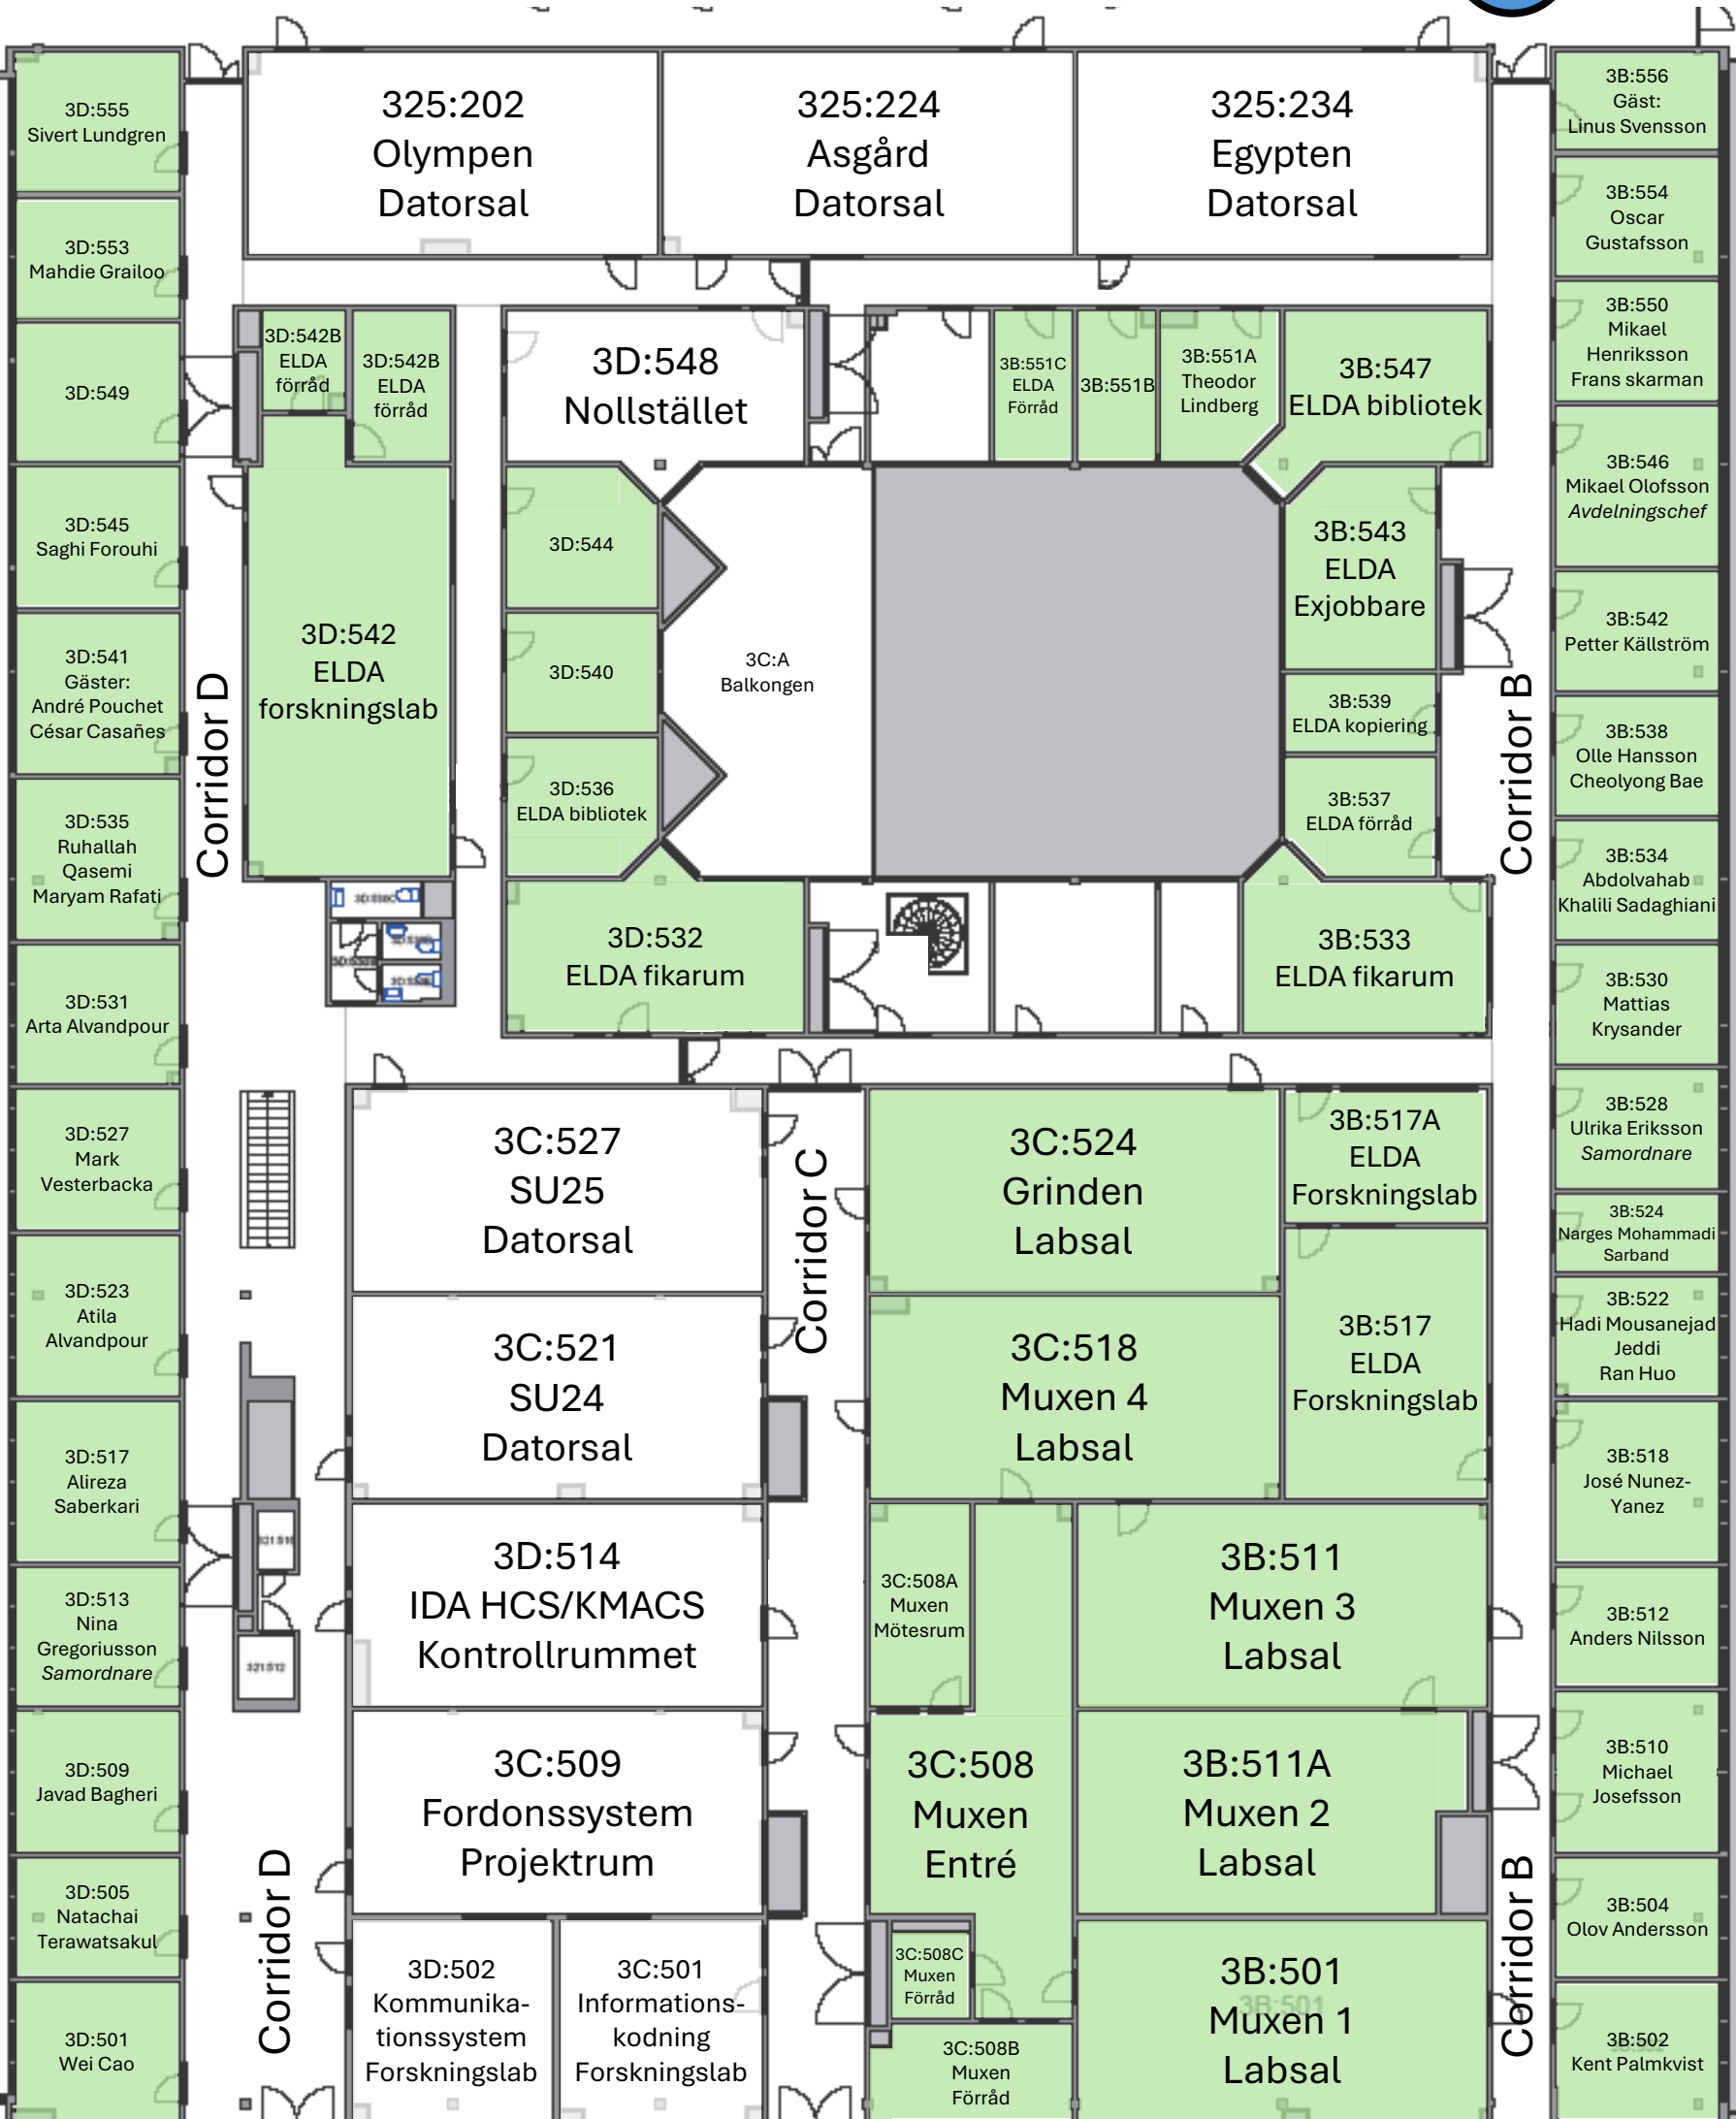 3D:555
Sivert Lundgren
3D:553
Mahdie Grailoo
3D:549
3D:545
Saghi Forouhi
3D:541
Gäster:
André Pouchet
César Casañes
3D:535
Ruhallah
Qasemi
Maryam Rafati
3D:531
Arta Alvandpour
3D:527
Mark
Vesterbacka
3D:523
Atila
Alvandpour
3D:517
Alireza
Saberkari
3D:513
Nina
Gregoriusson
Samordnare
3D:509
Javad Bagheri
3D:505
Natachai
Terawatsakul
3D:501
Wei Cao
Corridor D
Corridor D
325:202
Olympen
Datorsal
325:224
Asgård
Datorsal
325:234
Egypten
Datorsal
3D:542B
ELDA
förråd
3D:542B
ELDA
förråd
3D:542
ELDA
forskningslab
3D:548
Nollstället
3D:544
3D:540
3D:536
ELDA bibliotek
3D:532
ELDA fikarum
3C:A
Balkongen
3B:551C
ELDA
Förråd
3B:551B
3B:551A
Theodor
Lindberg
3B:547
ELDA bibliotek
3B:543
ELDA
Exjobbare
3B:539
ELDA kopiering
3B:537
ELDA förråd
3B:533
ELDA fikarum
3C:527
SU25
Datorsal
3C:521
SU24
Datorsal
3D:514
IDA HCS/KMACS
Kontrollrummet
3C:509
Fordonssystem
Projektrum
3D:502
Kommunika-
tionssystem
Forskningslab
3C:501
Informations-
kodning
Forskningslab
321:512
Corridor C
3C:524
Grinden
Labsal
3B:517A
ELDA
Forskningslab
3C:518
Muxen 4
Labsal
3B:517
ELDA
Forskningslab
3C:508A
Muxen
Mötesrum
3B:511
Muxen 3
Labsal
3C:508
Muxen
Entré
3B:511A
Muxen 2
Labsal
3C:508C
Muxen
Förråd
3C:508B
Muxen
Förråd
3B:501
3B:501
Muxen 1
Labsal
Corridor B
Corridor B
3B:556
Gäst:
Linus Svensson
3B:554
Oscar
Gustafsson
3B:550
Mikael
Henriksson
Frans skarman
3B:546
Mikael Olofsson
Avdelningschef
3B:542
Petter Källström
3B:538
Olle Hansson
Cheolyong Bae
3B:534
Abdolvahab
Khalili Sadaghiani
3B:530
Mattias
Krysander
3B:528
Ulrika Eriksson
Samordnare
3B:524
Narges Mohammadi
Sarband
3B:522
Hadi Mousanejad
Jeddi
Ran Huo
3B:518
José Nunez-
Yanez
3B:512
Anders Nilsson
3B:510
Michael
Josefsson
3B:504
Olov Andersson
3B:502
Kent Palmkvist